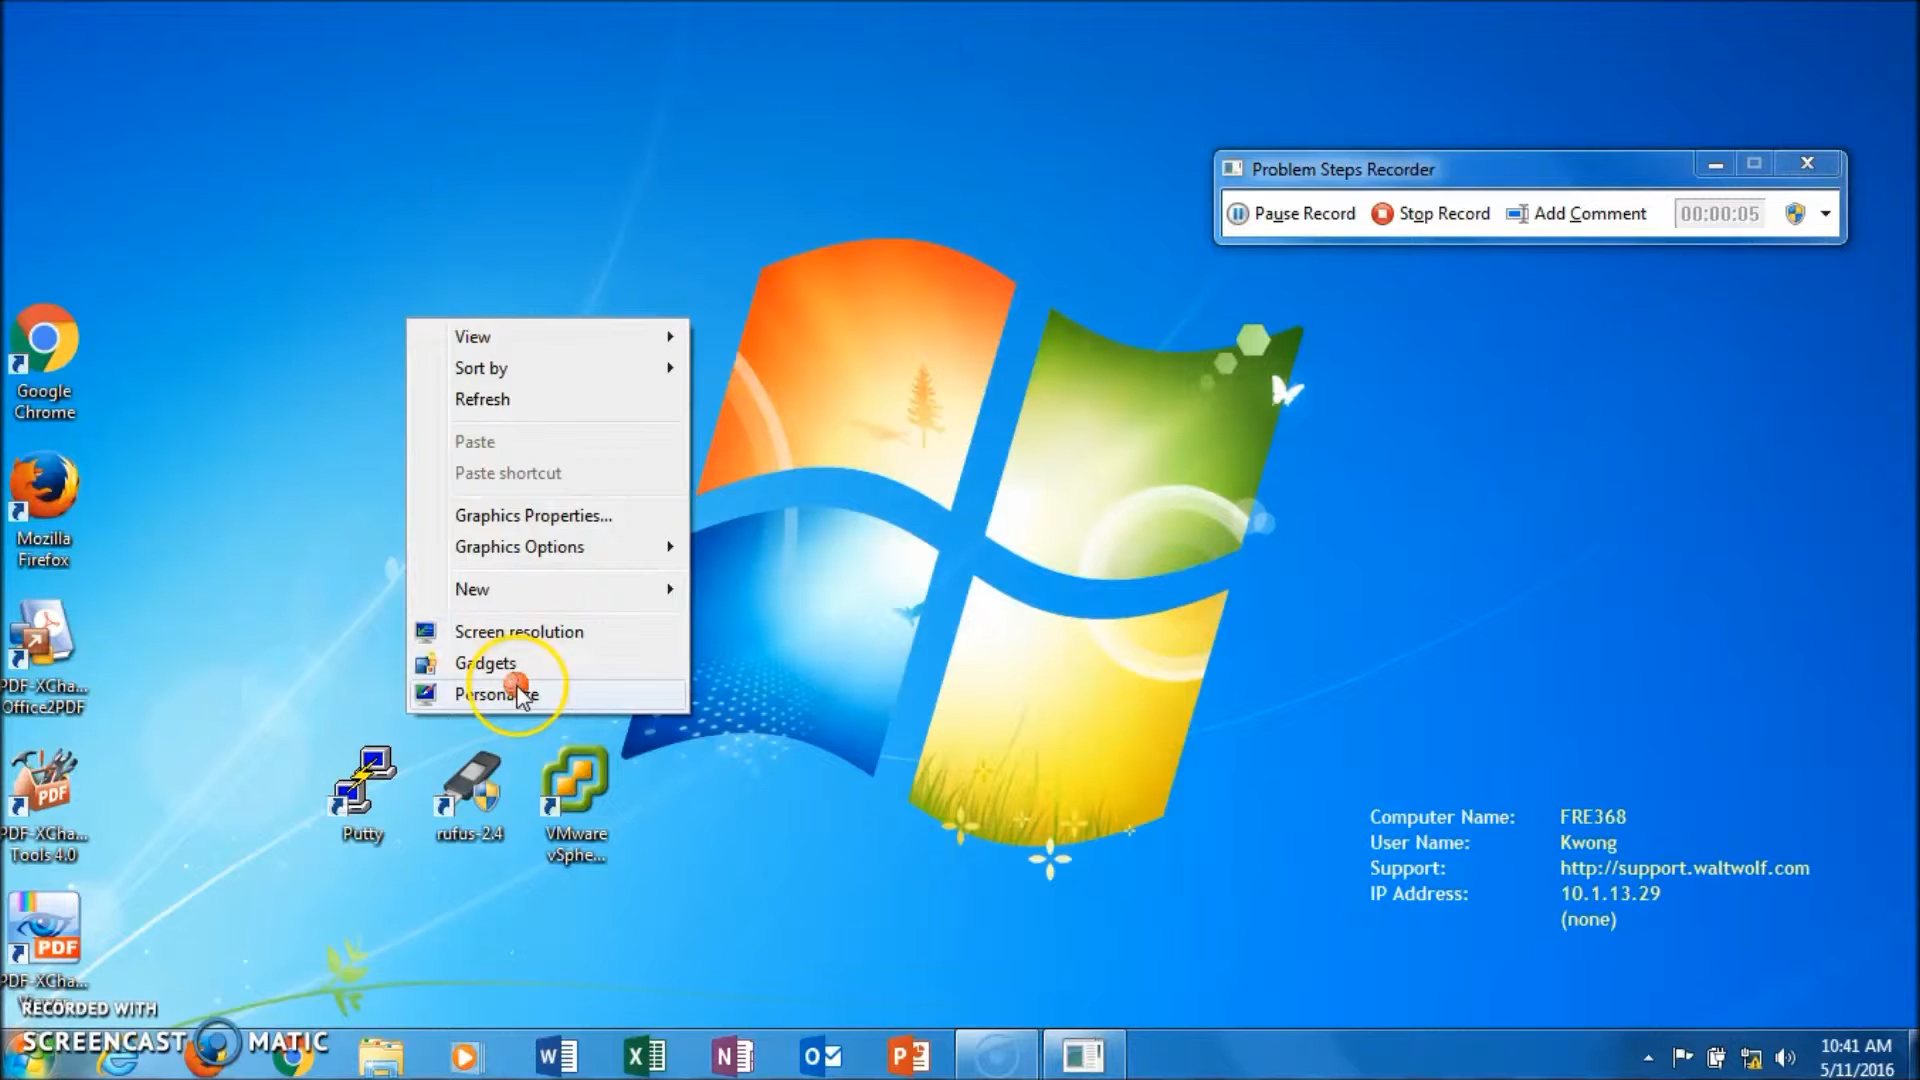 Problem Steps Recorder
Pause Record Stop Record Add Comment 00:00:05
Google
Chrome
Mozilla
Firefox
PDF-XCha...
Office2PDF
PDF-XCha...
Tools 4.0
PDF
PDF-XCha...
PDF
View
Sort by
Refresh
Paste
Paste shortcut
Graphics Properties...
Graphics Options
New
Screen resolution
Gadgets
Personalize
Putty
rufus-2.4
VMware
vSphe...
Computer Name: FRE368
User Name: Kwong
Support: http://support.waltwolf.com
IP Address: 10.1.13.29
(none)
RECORDED WITH
SCREENCAST MATIC
10:41 AM
5/11/2016